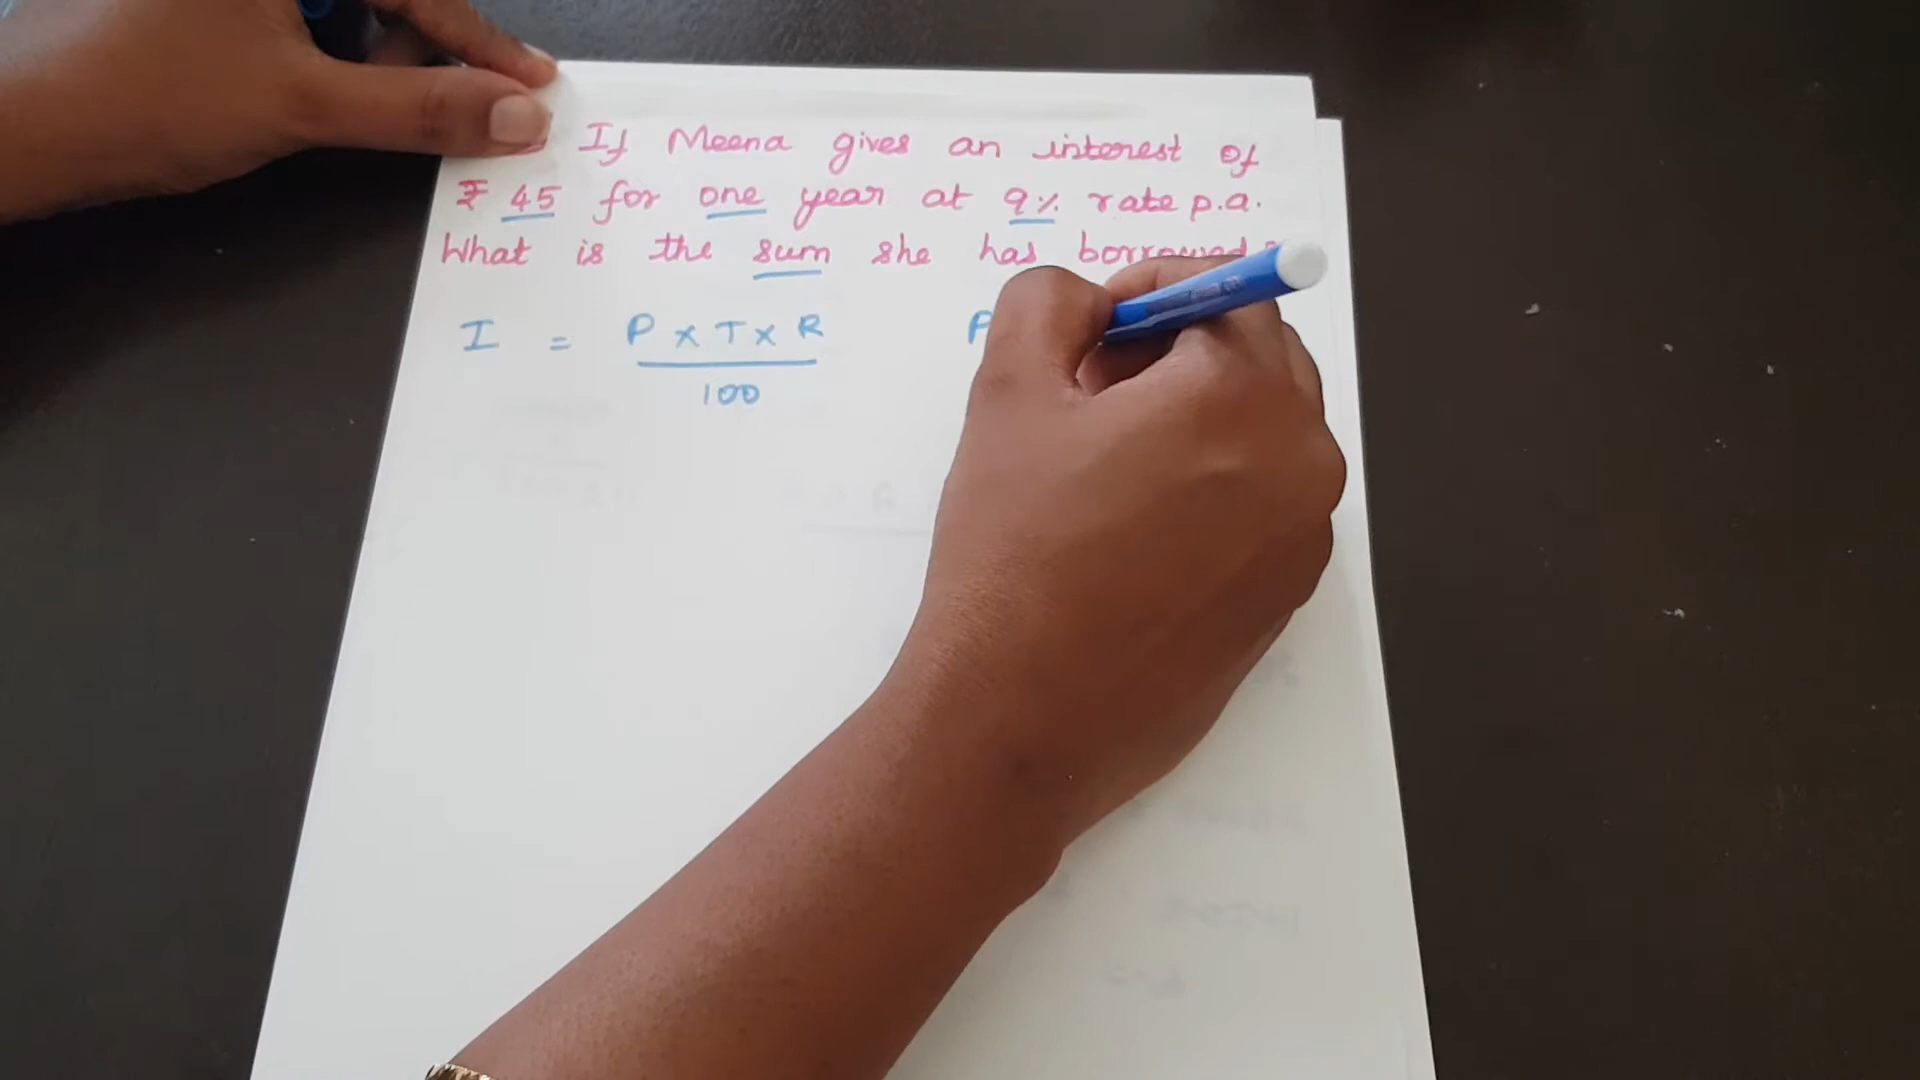 If Meena gives an interest of
₹ 45 for one year at 9% rate p.a.
What is the sum she has borrowed?
I = P x T x R
100
P